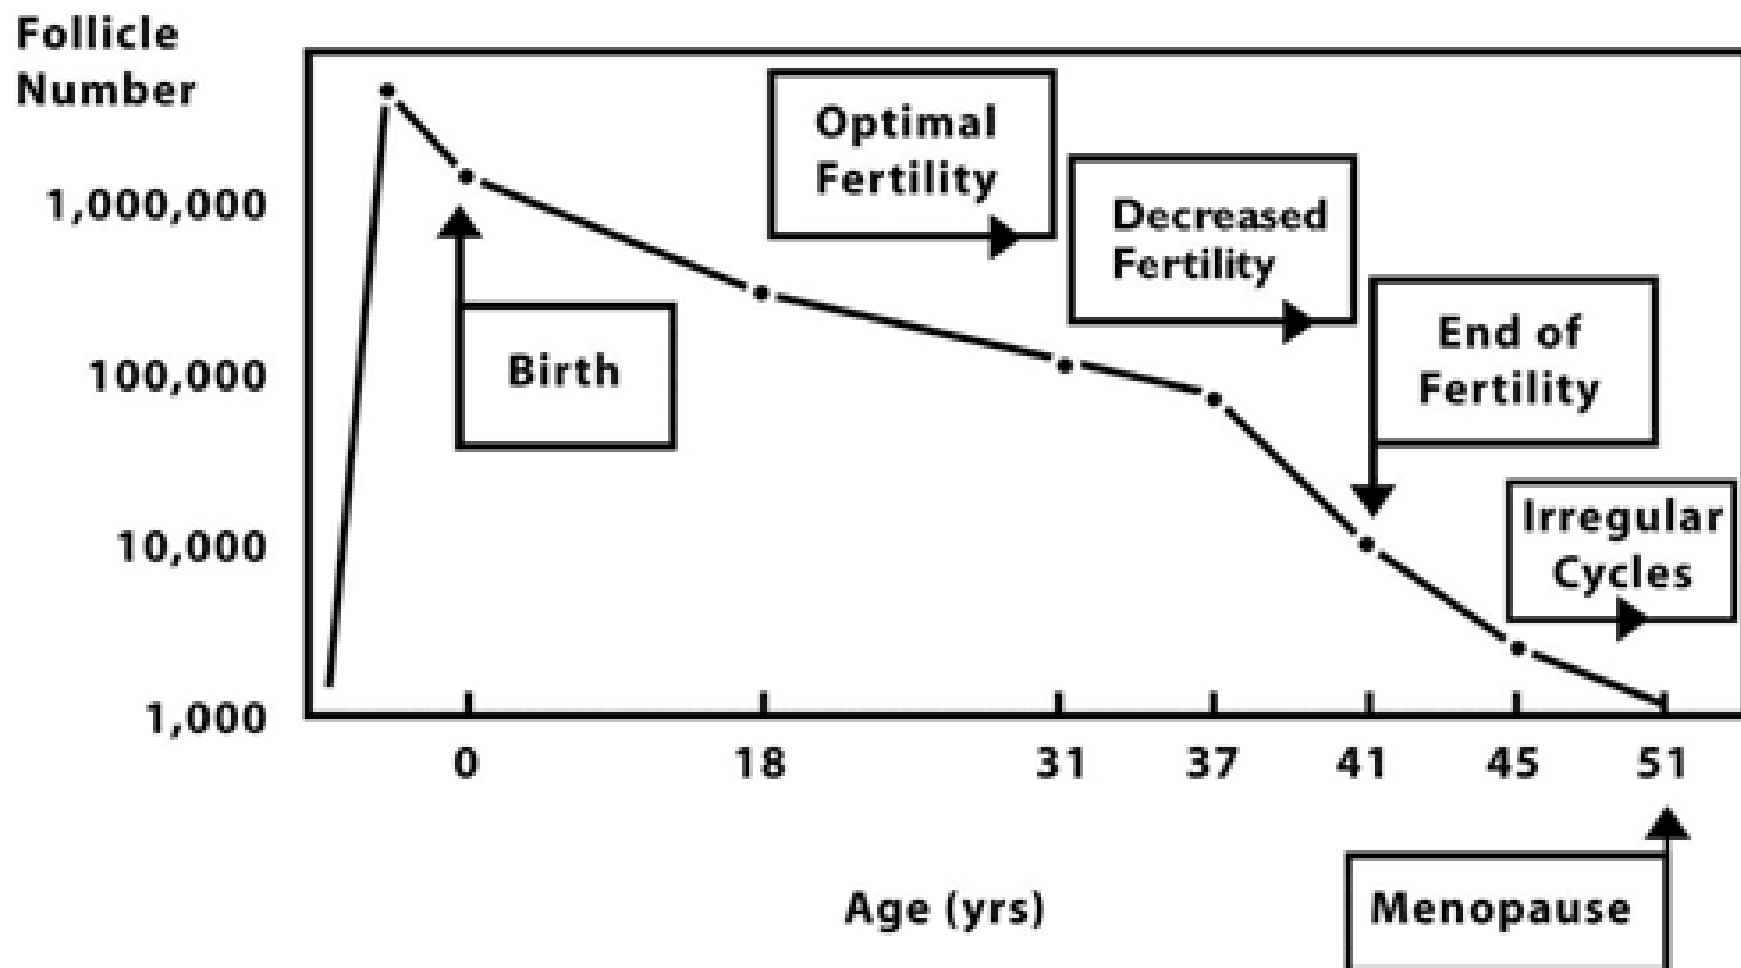 Follicle
Number
1,000,000
100,000
10,000
1,000
Optimal
Fertility
Decreased
Fertility
End of
Fertility
Irregular
Cycles
Birth
0 18 31 37 41 45 51
Age (yrs)
Menopause